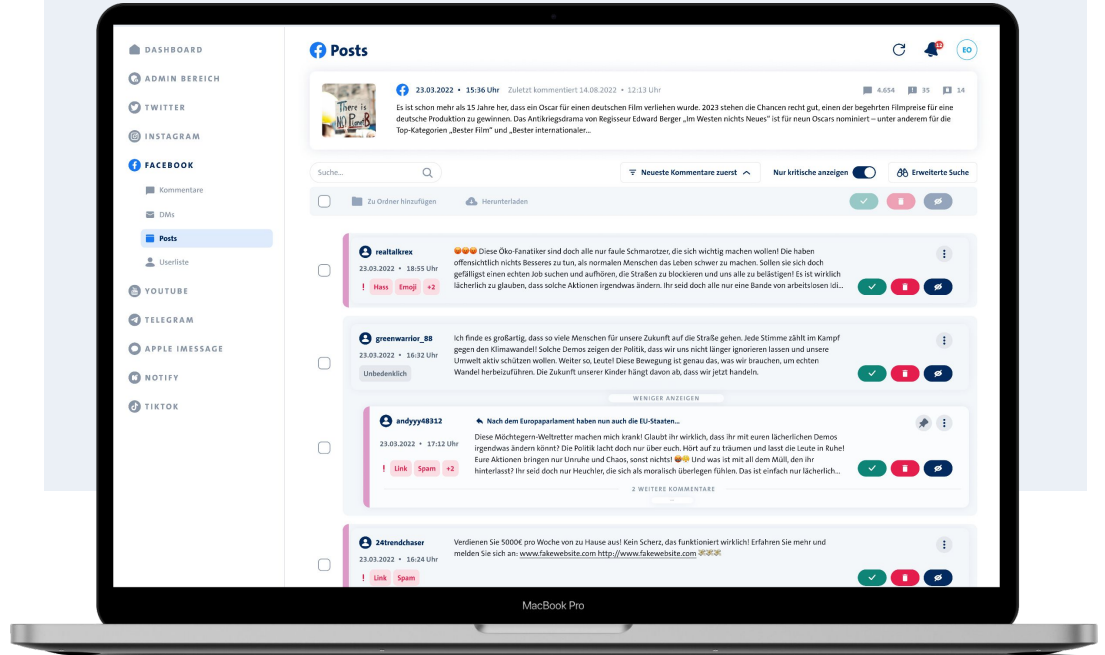 DASHBOARD
ADMIN BEREICH
TWITTER
INSTAGRAM
FACEBOOK
Kommentare
DMs
Posts
Userliste
YOUTUBE
TELEGRAM
APPLE IMESSAGE
NOTIFY
TIKTOK
Posts
12
EO
There is
NO Planet B
23.03.2022 • 15:36 Uhr Zuletzt kommentiert 14.08.2022 • 12:13 Uhr
4.654 35 14
Es ist schon mehr als 15 Jahre her, dass ein Oscar für einen deutschen Film verliehen wurde. 2023 stehen die Chancen recht gut, einen der begehrten Filmpreise für eine
deutsche Produktion zu gewinnen. Das Antikriegsdrama von Regisseur Edward Berger „Im Westen nichts Neues" ist für neun Oscars nominiert – unter anderem für die
Top-Kategorien „Bester Film" und „Bester internationaler...
Suche...
Neueste Kommentare zuerst
Nur kritische anzeigen
Erweiterte Suche
Zu Ordner hinzufügen
Herunterladen
realtalkrex
23.03.2022 • 18:55 Uhr
! Hass Emoji +2
😡😡😡 Diese Öko-Fanatiker sind doch alle nur faule Schmarotzer, die sich wichtig machen wollen! Die haben
offensichtlich nichts Besseres zu tun, als normalen Menschen das Leben schwer zu machen. Sollen sie sich doch
gefälligst einen echten Job suchen und aufhören, die Straßen zu blockieren und uns alle zu belästigen! Es ist wirklich
lächerlich zu glauben, dass solche Aktionen irgendwas ändern. Ihr seid doch alle nur eine Bande von arbeitslosen Idi...
greenwarrior_88
23.03.2022 • 16:32 Uhr
Unbedenklich
Ich finde es großartig, dass so viele Menschen für unsere Zukunft auf die Straße gehen. Jede Stimme zählt im Kampf
gegen den Klimawandel! Solche Demos zeigen der Politik, dass wir uns nicht länger ignorieren lassen und unsere
Umwelt aktiv schützen wollen. Weiter so, Leute! Diese Bewegung ist genau das, was wir brauchen, um echten
Wandel herbeizuführen. Die Zukunft unserer Kinder hängt davon ab, dass wir jetzt handeln.
WENIGER ANZEIGEN
andyyy48312
23.03.2022 • 17:12 Uhr
! Link Spam +2
Nach dem Europaparlament haben nun auch die EU-Staaten...
Diese Möchtegern-Weltretter machen mich krank! Glaubt ihr wirklich, dass ihr mit euren lächerlichen Demos
irgendwas ändern könnt? Die Politik lacht doch nur über euch. Hört auf zu träumen und lasst die Leute in Ruhe!
Eure Aktionen bringen nur Unruhe und Chaos, sonst nichts! 😡😤 Und was ist mit all dem Müll, den ihr
hinterlasst? Ihr seid doch nur Heuchler, die sich als moralisch überlegen fühlen. Das ist einfach nur lächerlich...
2 WEITERE KOMMENTARE
24trendchaser
23.03.2022 • 16:24 Uhr
! Link Spam
Verdienen Sie 5000€ pro Woche von zu Hause aus! Kein Scherz, das funktioniert wirklich! Erfahren Sie mehr und
melden Sie sich an: www.fakewebsite.com http://www.fakewebsite.com 💸💸💸
MacBook Pro